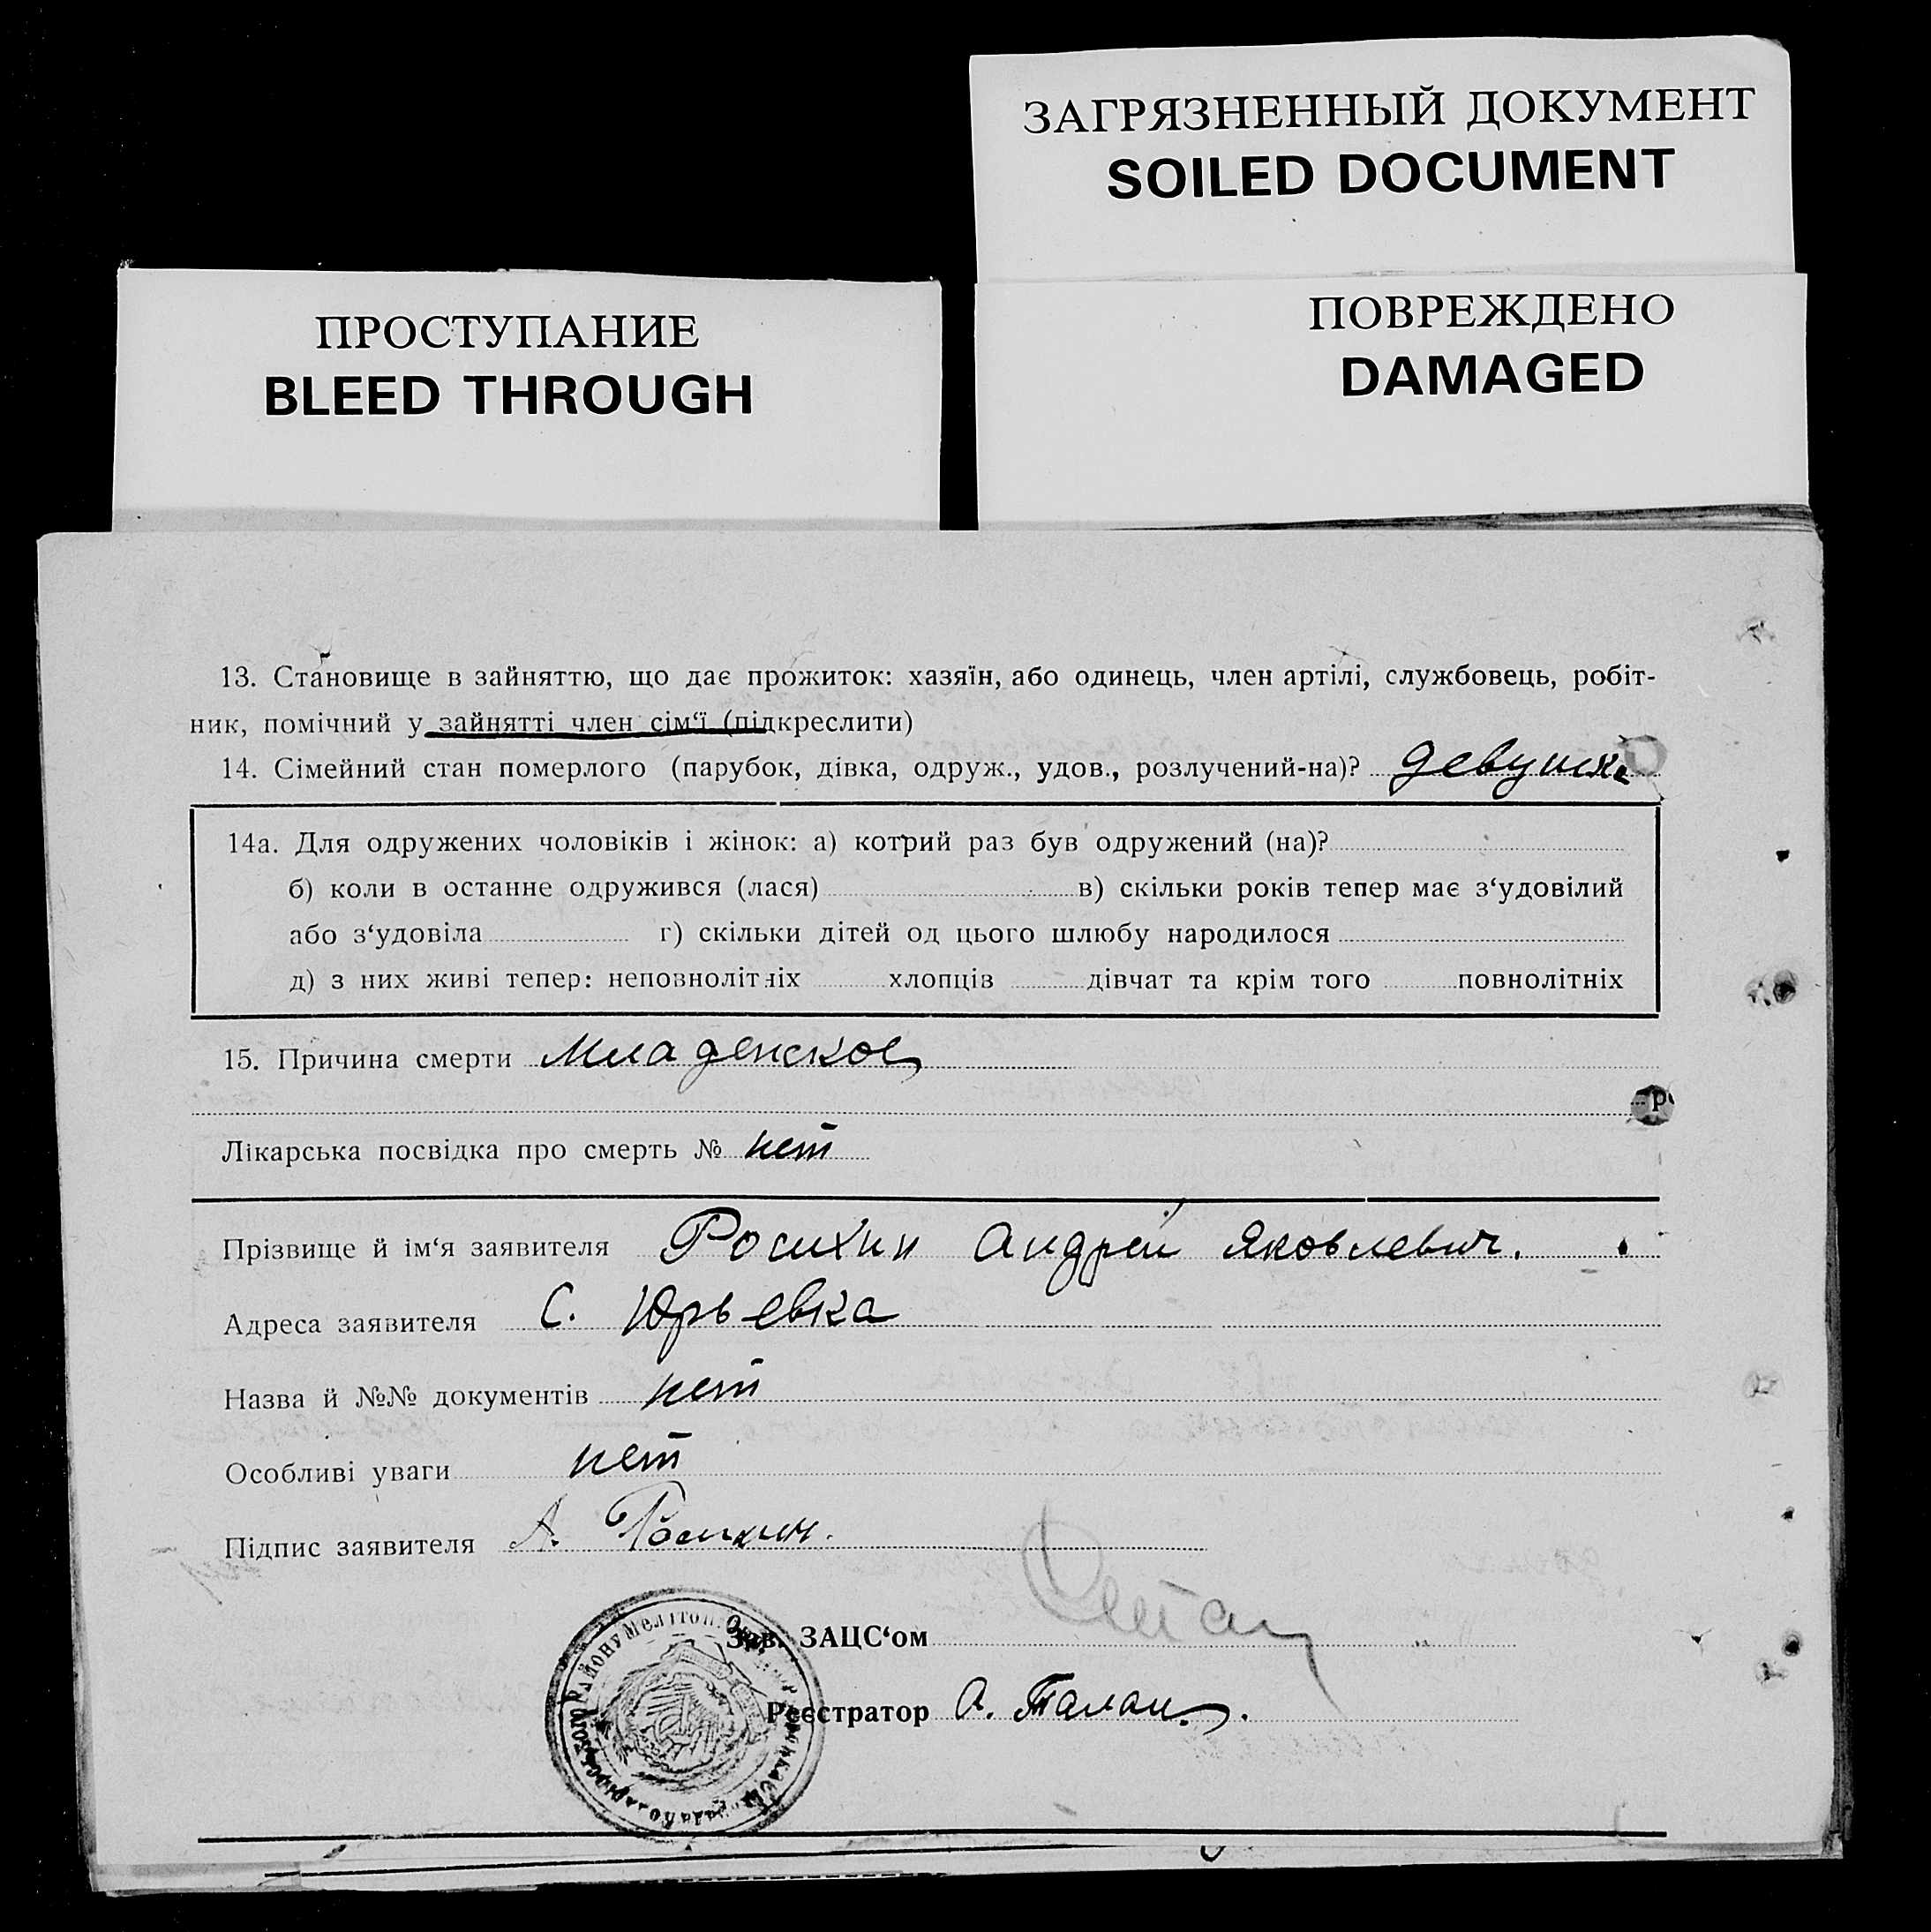 ЗАГРЯЗНЕННЫЙ ДОКУМЕНТ
SOILED DOCUMENT
ПРОСТУПАНИЕ
BLEED THROUGH
ПОВРЕЖДЕНО
DAMAGED
13. Становище в зайняттю, що дає прожиток: хазяїн, або одинець, член артілі, службовець, робіт-
ник, помічний у зайнятті член сім‘ї (підкреслити)
14. Сімейний стан померлого (парубок, дівка, одруж., удов., розлучений-на)? девушка
14а. Для одружених чоловіків і жінок: а) котрий раз був одружений (на)?
б) коли в останне одружився (лася) в) скільки років тепер має з‘удовілий
або з‘удовіла г) скільки дітей од цього шлюбу народилося
д) з них живі тепер: неповнолітніх хлопців дівчат та крім того повнолітніх
15. Причина смерти Младенское
Лікарська посвідка про смерть № нет
Прізвище й ім‘я заявителя Росихин Андрей Яковлевич.
Адреса заявителя С. Юрьевка
Назва й №№ документів нет
Особливі уваги нет
Підпис заявителя А. Росихин.
Зав. ЗАЦС‘ом
Реєстратор А. Талан
Району Мелітоп.